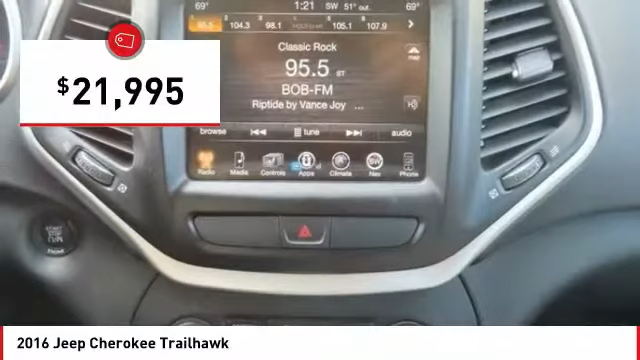 69° 1:21 SW 51° out. 69°
95.5 104.3 98.1 105.1 107.9
Classic Rock
95.5 ST
map
BOB-FM
Riptide by Vance Joy ...
browse tune audio
Radio Media Controls Apps Climate Nav Phone
$21,995
2016 Jeep Cherokee Trailhawk